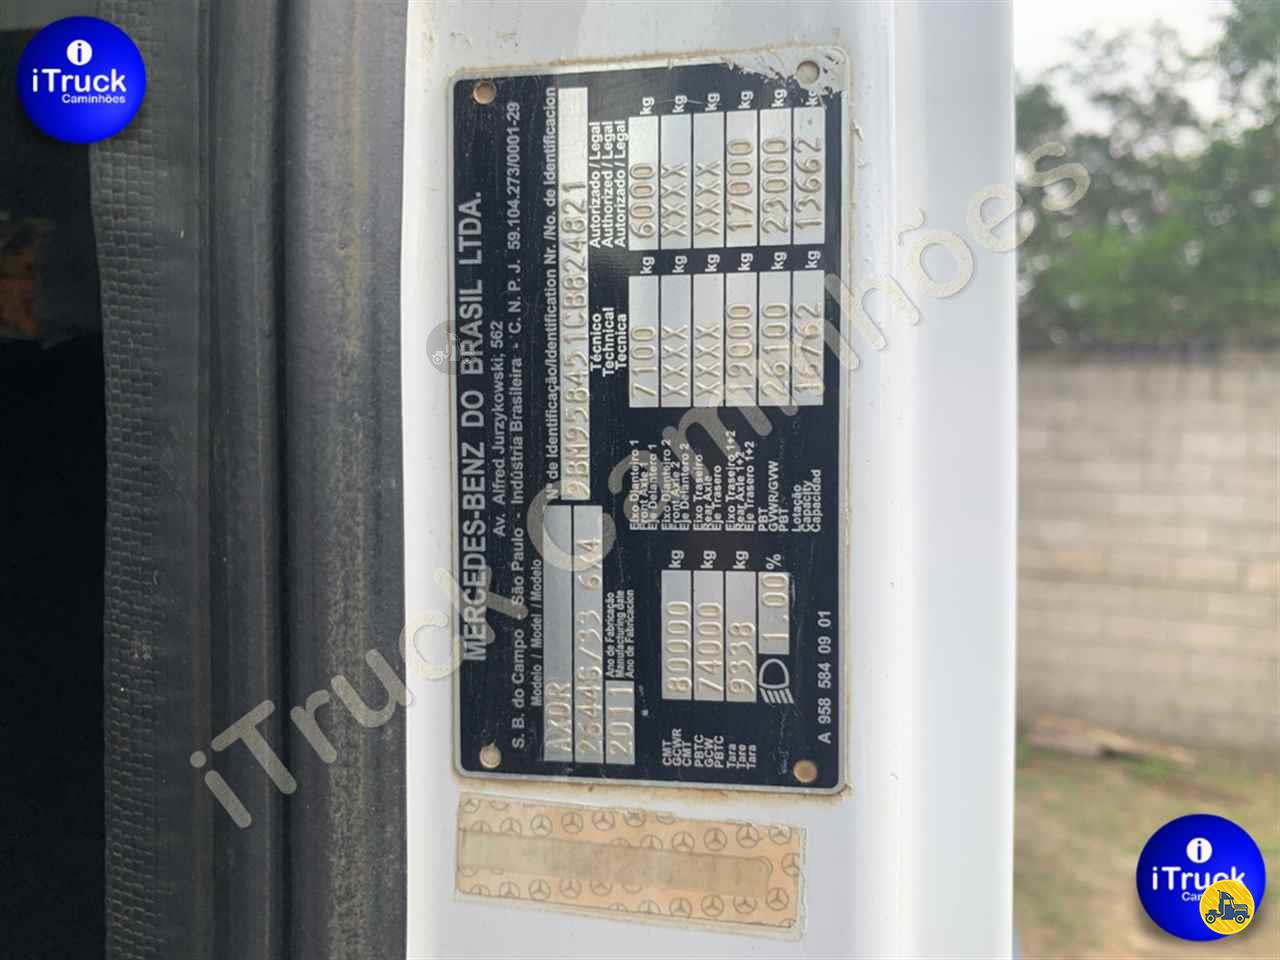 i
iTruck
Caminhões
MERCEDES-BENZ DO BRASIL LTDA.
Av. Alfred Jurzykowski, 562
S. B. do Campo - São Paulo - Indústria Brasileira - C. N. P. J. 59.104.273/0001-29
Modelo / Model / Modelo
N° de Identificação/Identification Nr./No. de Identificacion
AXOR
9BM958451CB824821
2644S/33 6X4
2011
Ano de Fabricação
Manufacturing date
Ano de Fabricacion
Técnico
Technical
Tecnica
Autorizado / Legal
Authorized / Legal
Autorizado / Legal
Eixo Dianteiro 1
Front Axle 1
Eje Delantero 1
7100 kg
6000 kg
Eixo Dianteiro 2
Front Axle 2
Eje Delantero 2
XXXX kg
XXXX kg
Eixo Traseiro
Rear Axle
Eje Trasero
XXXX kg
XXXX kg
Eixo Traseiro 1+2
Rear Axle 1+2
Eje Trasero 1+2
19000 kg
17000 kg
PBT
GVWR/GVW
PBT
26100 kg
23000 kg
Lotação
Capacity
Capacidad
16762 kg
13662 kg
CMT
GCWR
CMT
80000 kg
PBTC
GCW
PBTC
74000 kg
Tara
Tare
Tara
9338 kg
1.00 %
A 958 584 09 01
iTruck Caminhões
i
iTruck
Caminhões